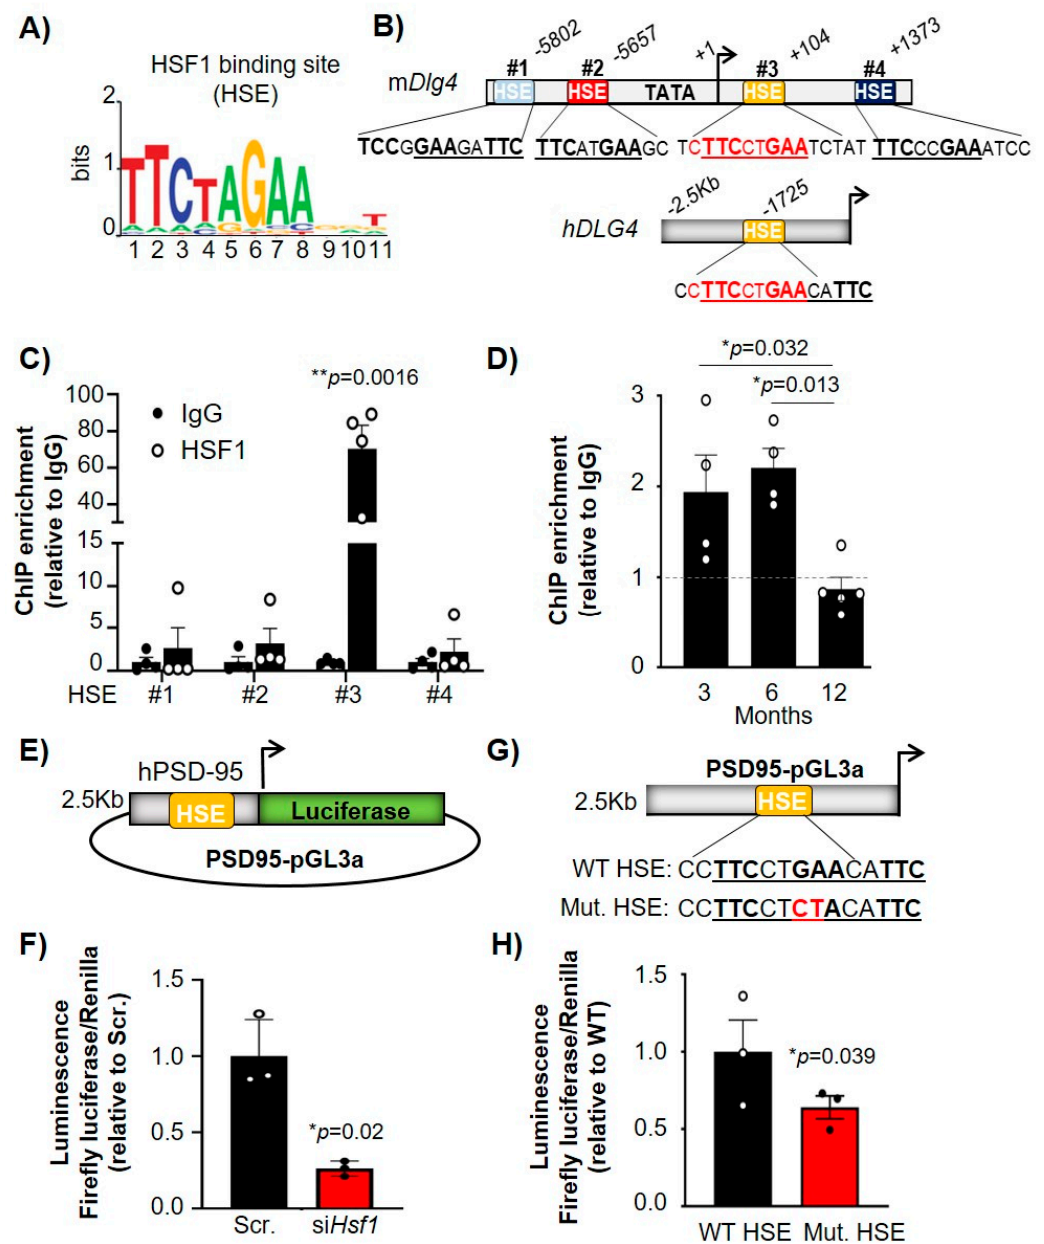 A)
HSF1 binding site
(HSE)
2
1
0
bits
TTCTAGAA
T
1 2 3 4 5 6 7 8 9 10 11
B)
-5802
-5657
+1
+104
+1373
#1 #2 #3 #4
mDlg4
HSE HSE TATA HSE HSE
TCCGGAAGATTC TTCATGAAGC TCTTCCTGAATCTAT TTCCCGAAATCC
-2.5Kb
-1725
hDLG4
HSE
CCTTCCTGAACATTC
C)
**p=0.0016
IgG
HSF1
ChIP enrichment
(relative to IgG)
100
80
60
40
15
10
5
0
HSE #1 #2 #3 #4
D)
*p=0.032
*p=0.013
ChIP enrichment
(relative to IgG)
3
2
1
0
3 6 12
Months
E)
hPSD-95
2.5Kb
HSE Luciferase
PSD95-pGL3a
G)
PSD95-pGL3a
2.5Kb
HSE
WT HSE: CCTTCCTGAACATTC
Mut. HSE: CCTTCCTCTACATTC
F)
Luminescence
Firefly luciferase/Renilla
(relative to Scr.)
1.5
1.0
0.5
0.0
*p=0.02
Scr. siHsf1
H)
Luminescence
Firefly luciferase/Renilla
(relative to WT)
1.5
1.0
0.5
0.0
*p=0.039
WT HSE Mut. HSE